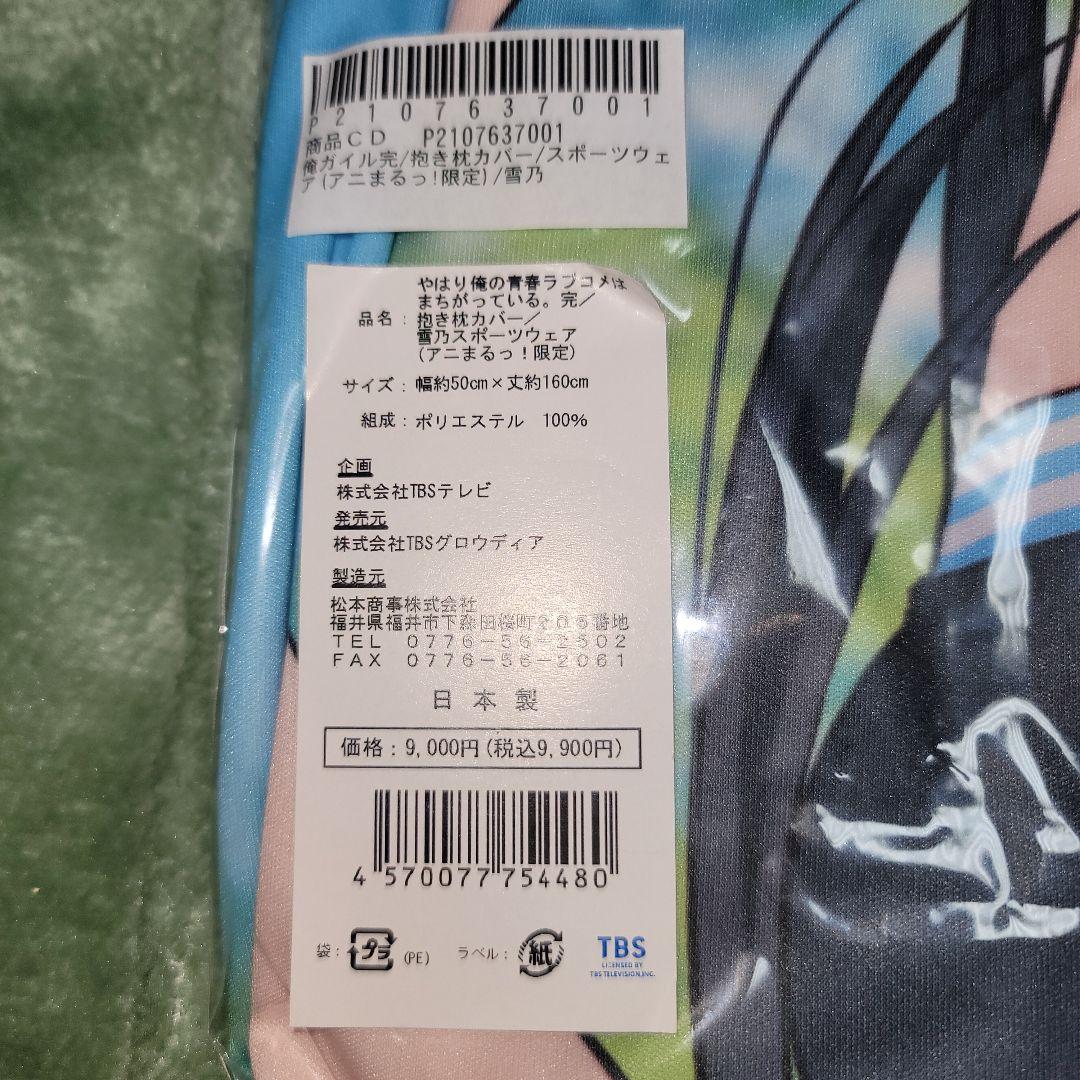 P2107637001
商品CD P2107637001
俺ガイル完/抱き枕カバー/スポーツウェ
ア(アニまるっ!限定)/雪乃
やはり俺の青春ラブコメは
まちがっている。完／
品名：抱き枕カバー／
雪乃スポーツウェア
(アニまるっ！限定)
サイズ：幅約50cm×丈約160cm
組成：ポリエステル 100%
企画
株式会社TBSテレビ
発売元
株式会社TBSグロウディア
製造元
松本商事株式会社
福井県福井市下森田桜町205番地
TEL 0776-56-2502
FAX 0776-56-2061
日本製
価格：9,000円(税込9,900円)
4 570077 754480
袋：プラ (PE) ラベル：紙
TBS
LICENSED BY
TBS TELEVISION,INC.